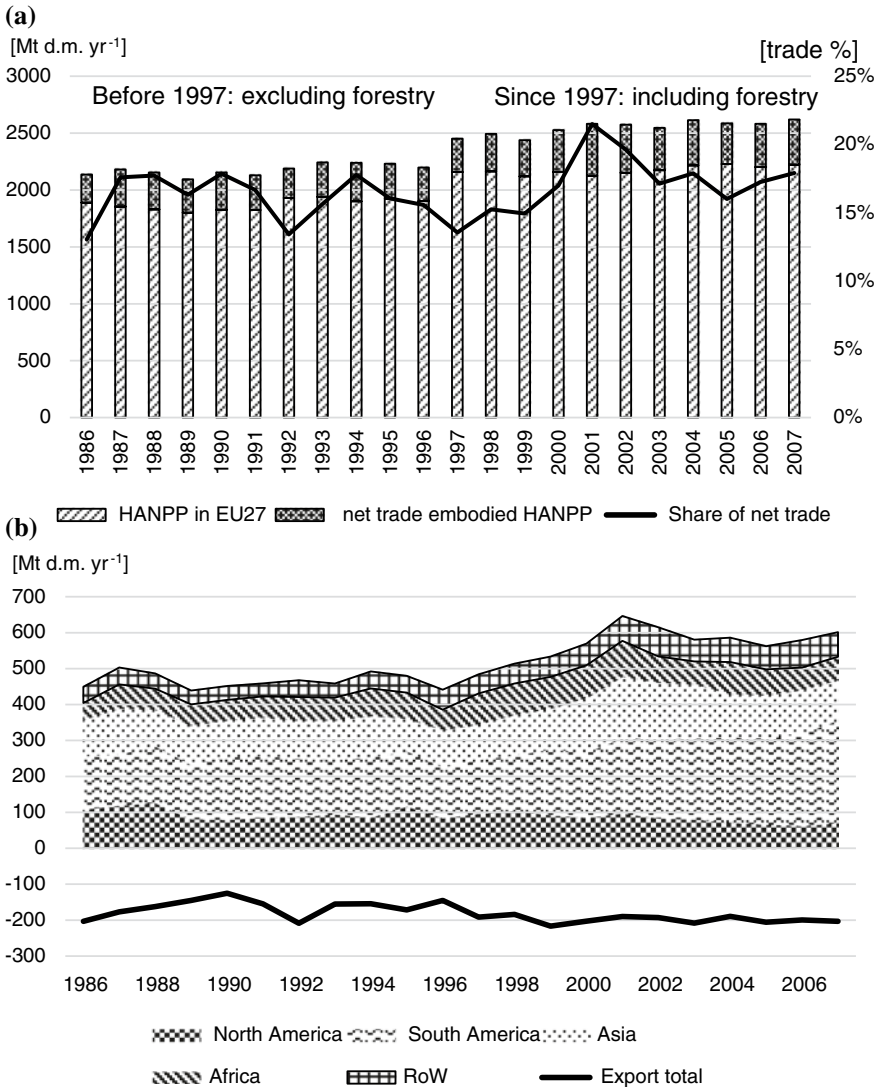 (a)
[Mt d.m. yr-1] [trade %]
3000 25%
Before 1997: excluding forestry Since 1997: including forestry
2500
20%
2000
15%
1500
10%
1000
5%
500
0 0%
1986 1987 1988 1989 1990 1991 1992 1993 1994 1995 1996 1997 1998 1999 2000 2001 2002 2003 2004 2005 2006 2007
HANPP in EU27 net trade embodied HANPP Share of net trade
(b)
[Mt d.m. yr-1]
700
600
500
400
300
200
100
0
-100
-200
-300
1986 1988 1990 1992 1994 1996 1998 2000 2002 2004 2006
North America South America Asia
Africa RoW Export total